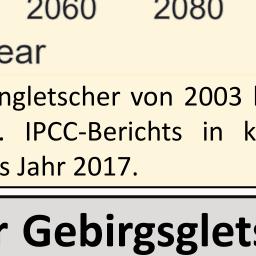 2060 2080
ear
ngletscher von 2003
. IPCC-Berichts in k
s Jahr 2017.
r Gebirgsglets